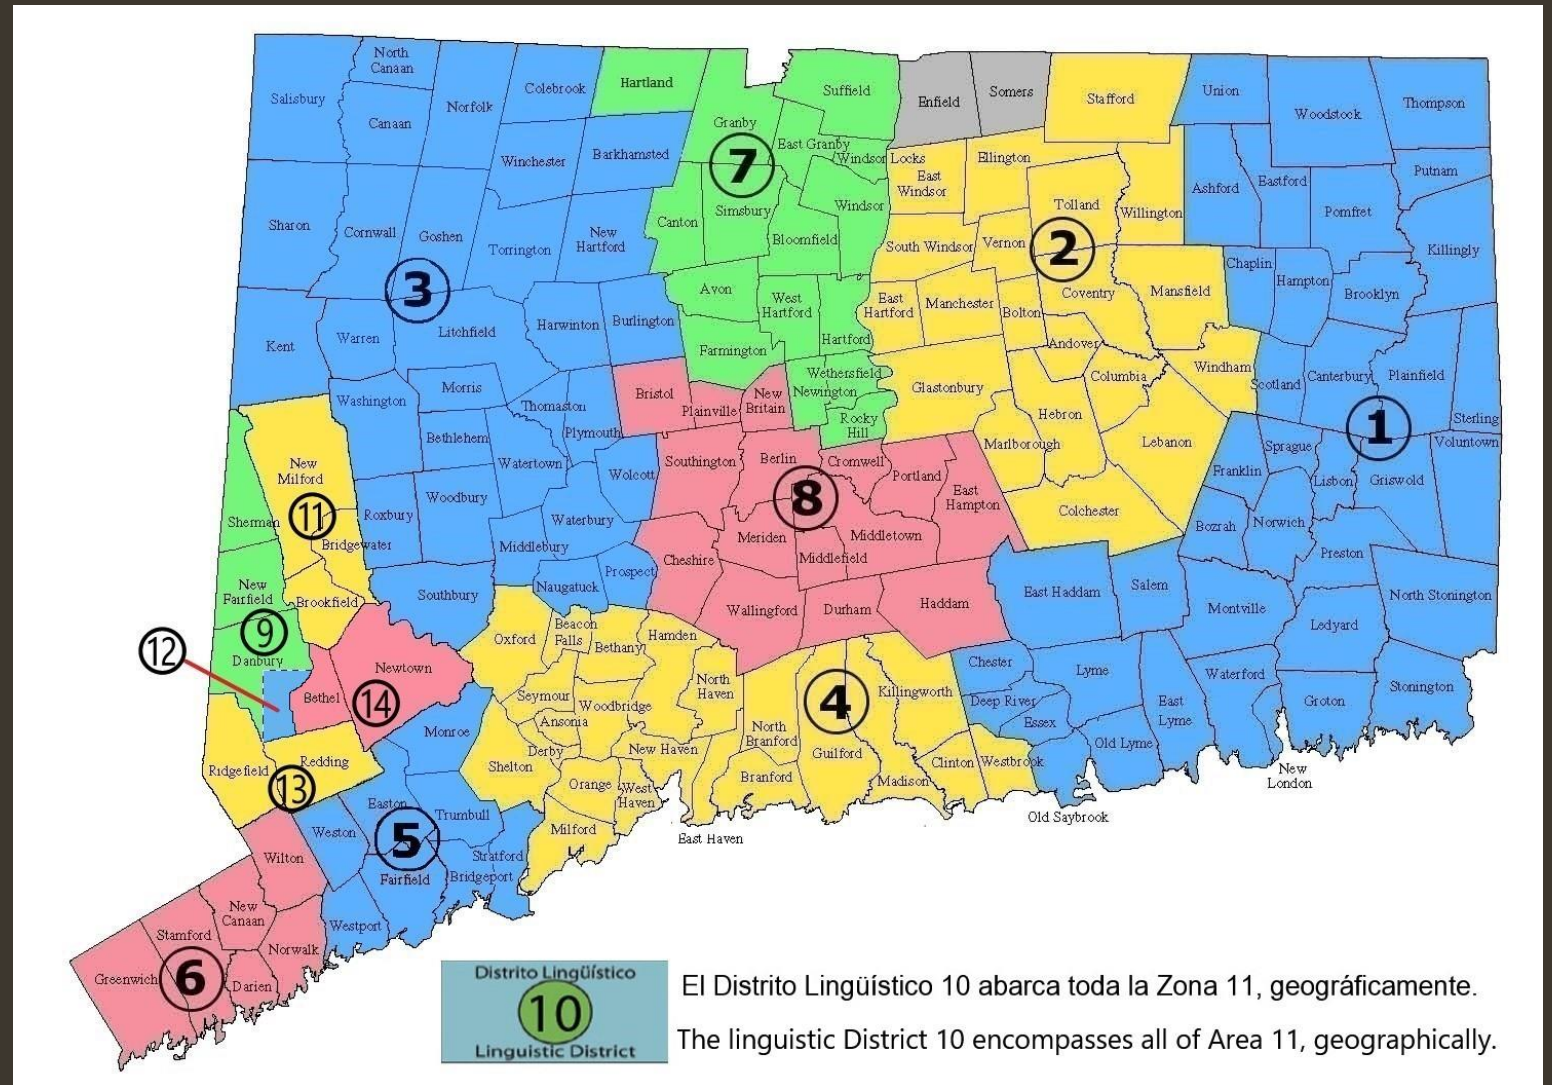 North
Canaan
Salisbury
Canaan
Norfolk
Colebrook
Hartland
Suffield
Granby
East Granby
Windsor Locks
Enfield
Somers
Stafford
Union
Woodstock
Thompson
Winchester
Barkhamsted
7
East
Windsor
Ellington
Ashford
Eastford
Putnam
Pomfret
Sharon
Cornwall
Goshen
Torrington
New
Hartford
Canton
Simsbury
Windsor
Bloomfield
Tolland
Willington
South Windsor
Vernon
2
Killingly
3
Avon
West
Hartford
East
Hartford
Manchester
Bolton
Coventry
Mansfield
Chaplin
Hampton
Brooklyn
Kent
Warren
Litchfield
Harwinton
Burlington
Farmington
Hartford
Andover
Columbia
Windham
Scotland
Canterbury
Plainfield
Sterling
Washington
Morris
Thomaston
Plymouth
Bristol
Plainville
New
Britain
Wethersfield
Newington
Rocky
Hill
Glastonbury
Hebron
Marlborough
Lebanon
1
Voluntown
Sprague
Franklin
Lisbon
Griswold
Bethlehem
Watertown
Wolcott
Southington
Berlin
Cromwell
Portland
East
Hampton
8
New
Milford
11
Sherman
Bridgewater
Roxbury
Woodbury
Waterbury
Middlebury
Meriden
Middletown
Middlefield
Cheshire
Colchester
Bozrah
Norwich
Preston
New
Fairfield
Brookfield
Southbury
Naugatuck
Prospect
Wallingford
Durham
Haddam
East Haddam
Salem
Montville
North Stonington
Ledyard
12
9
Danbury
Bethel
Newtown
14
Oxford
Beacon
Falls
Bethany
Hamden
Seymour
Woodbridge
Ansonia
North
Haven
Derby
New Haven
Shelton
Orange
West
Haven
Milford
North
Branford
Branford
4
Guilford
Killingworth
Madison
Clinton
Westbrook
Chester
Deep River
Essex
Lyme
Old Lyme
East
Lyme
Waterford
Groton
Stonington
New
London
Old Saybrook
East Haven
Ridgefield
Redding
13
Monroe
Easton
Trumbull
Weston
5
Fairfield
Stratford
Bridgeport
Westport
Wilton
New
Canaan
Norwalk
Stamford
Greenwich
6
Darien
Distrito Lingüístico
10
Linguistic District
El Distrito Lingüístico 10 abarca toda la Zona 11, geográficamente.
The linguistic District 10 encompasses all of Area 11, geographically.